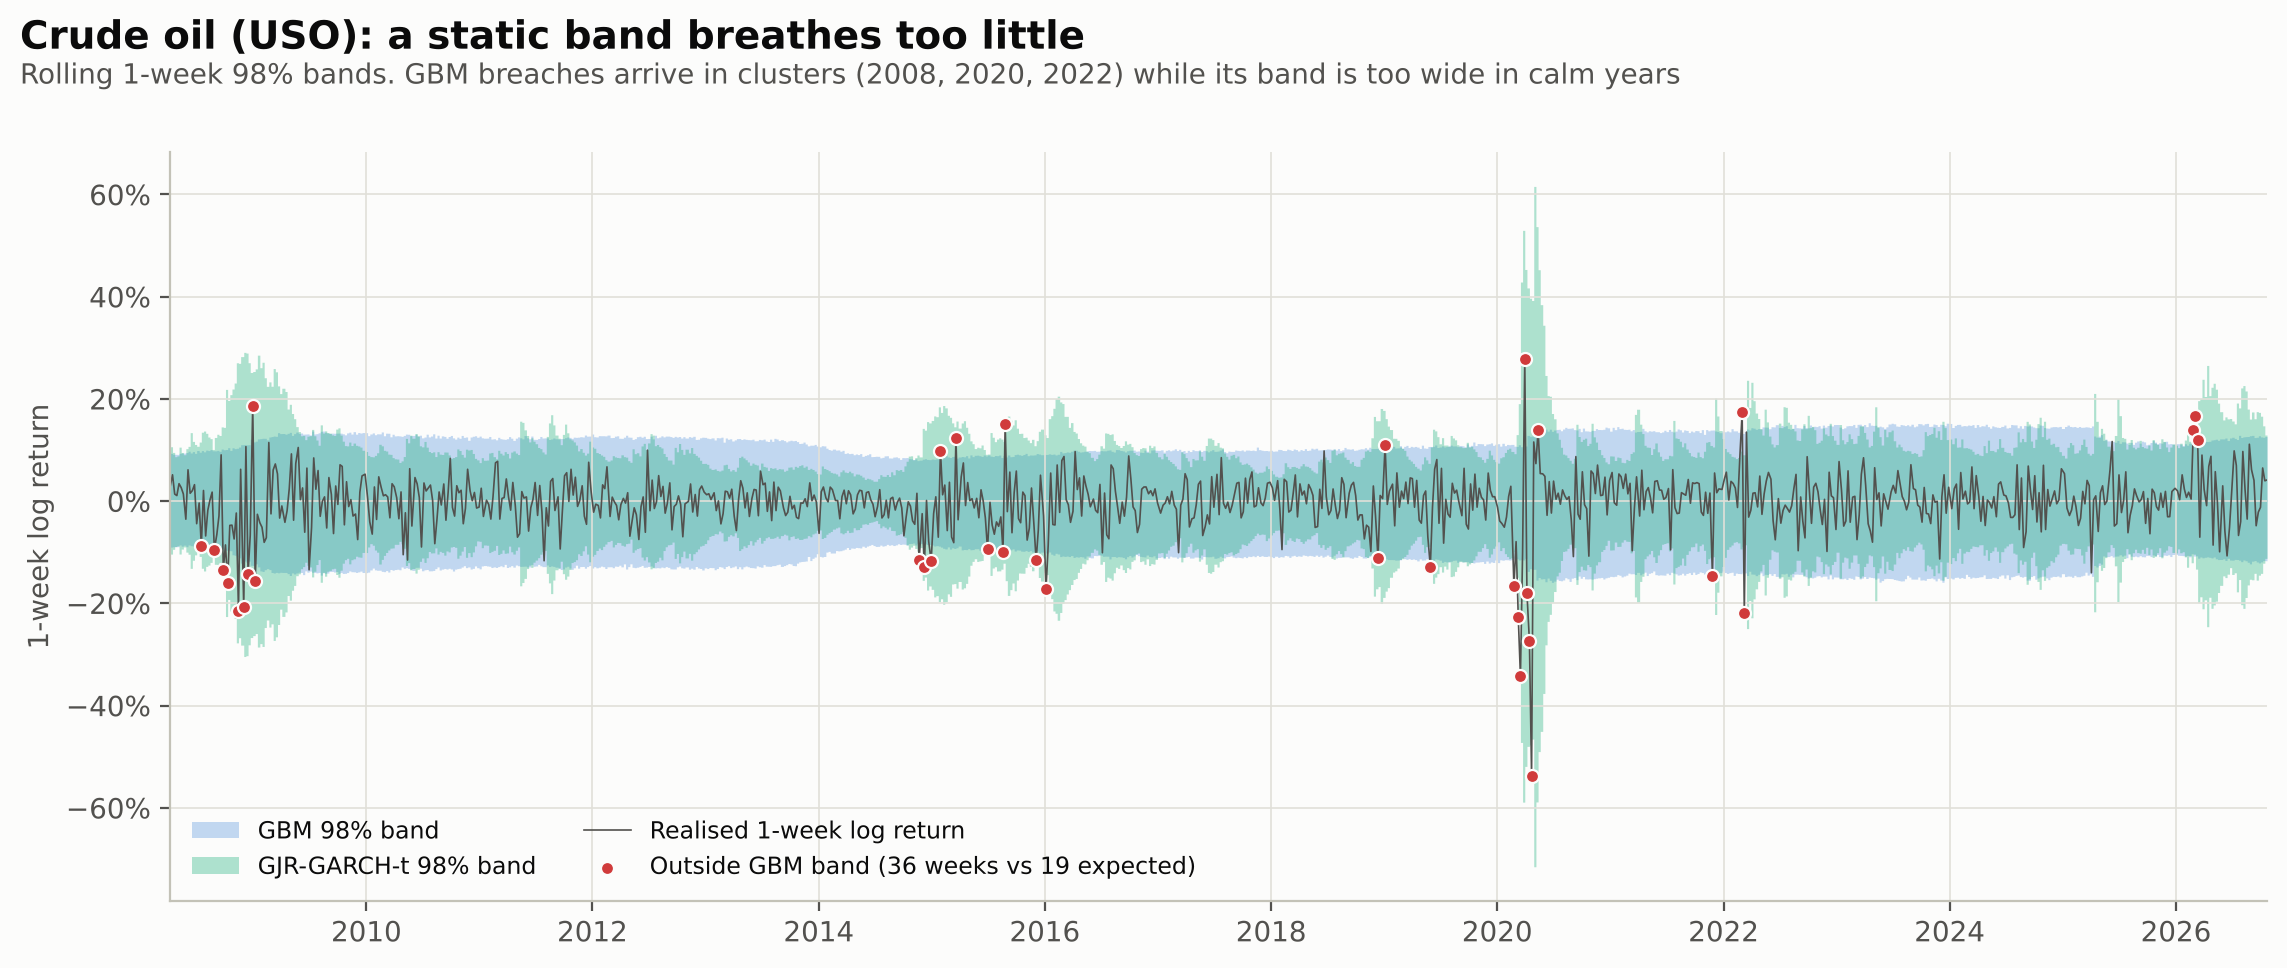 Crude oil (USO): a static band breathes too little
Rolling 1-week 98% bands. GBM breaches arrive in clusters (2008, 2020, 2022) while its band is too wide in calm years
1-week log return
60%
40%
20%
0%
−20%
−40%
−60%
GBM 98% band
GJR-GARCH-t 98% band
Realised 1-week log return
Outside GBM band (36 weeks vs 19 expected)
2010 2012 2014 2016 2018 2020 2022 2024 2026